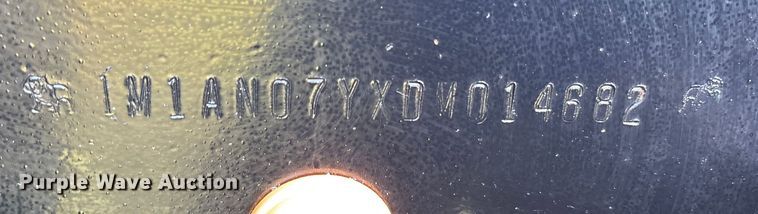 1M1AN07YXDM014682
Purple Wave Auction